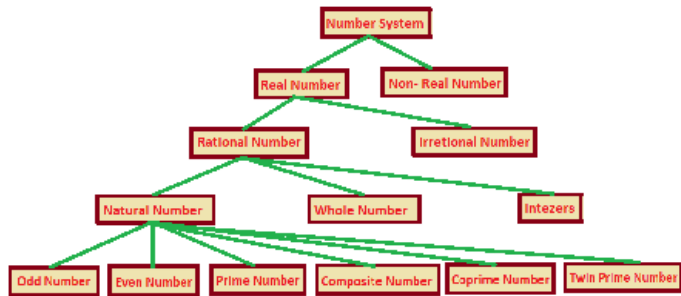 Number System
Real Number
Non- Real Number
Rational Number
Irretional Number
Natural Number
Whole Number
Intezers
Odd Number
Even Number
Prime Number
Composite Number
Coprime Number
Twin Prime Number